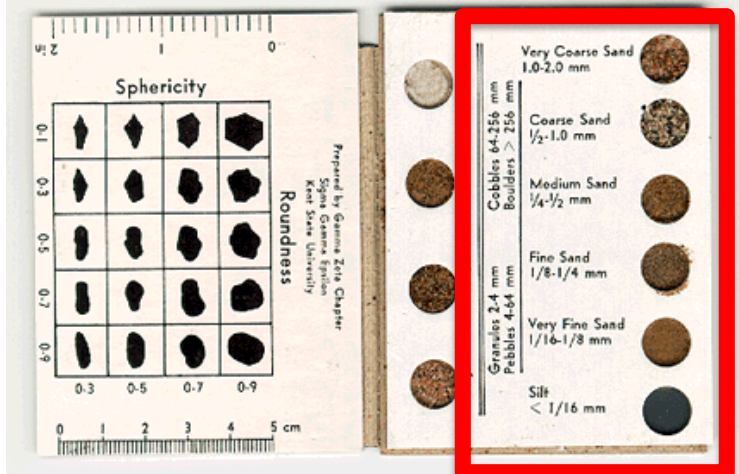 2 1 0
in
Sphericity
0.1
0.3
0.5
0.7
0.9
0.3 0.5 0.7 0.9
Roundness
Prepared by Gamma Zeta Chapter
Sigma Gamma Epsilon
Kent State University
0 1 2 3 4 5 cm
Cobbles 64-256 mm
Boulders > 256 mm
Granules 2-4 mm
Pebbles 4-64 mm
Very Coarse Sand
1.0-2.0 mm
Coarse Sand
1/2-1.0 mm
Medium Sand
1/4-1/2 mm
Fine Sand
1/8-1/4 mm
Very Fine Sand
1/16-1/8 mm
Silt
< 1/16 mm